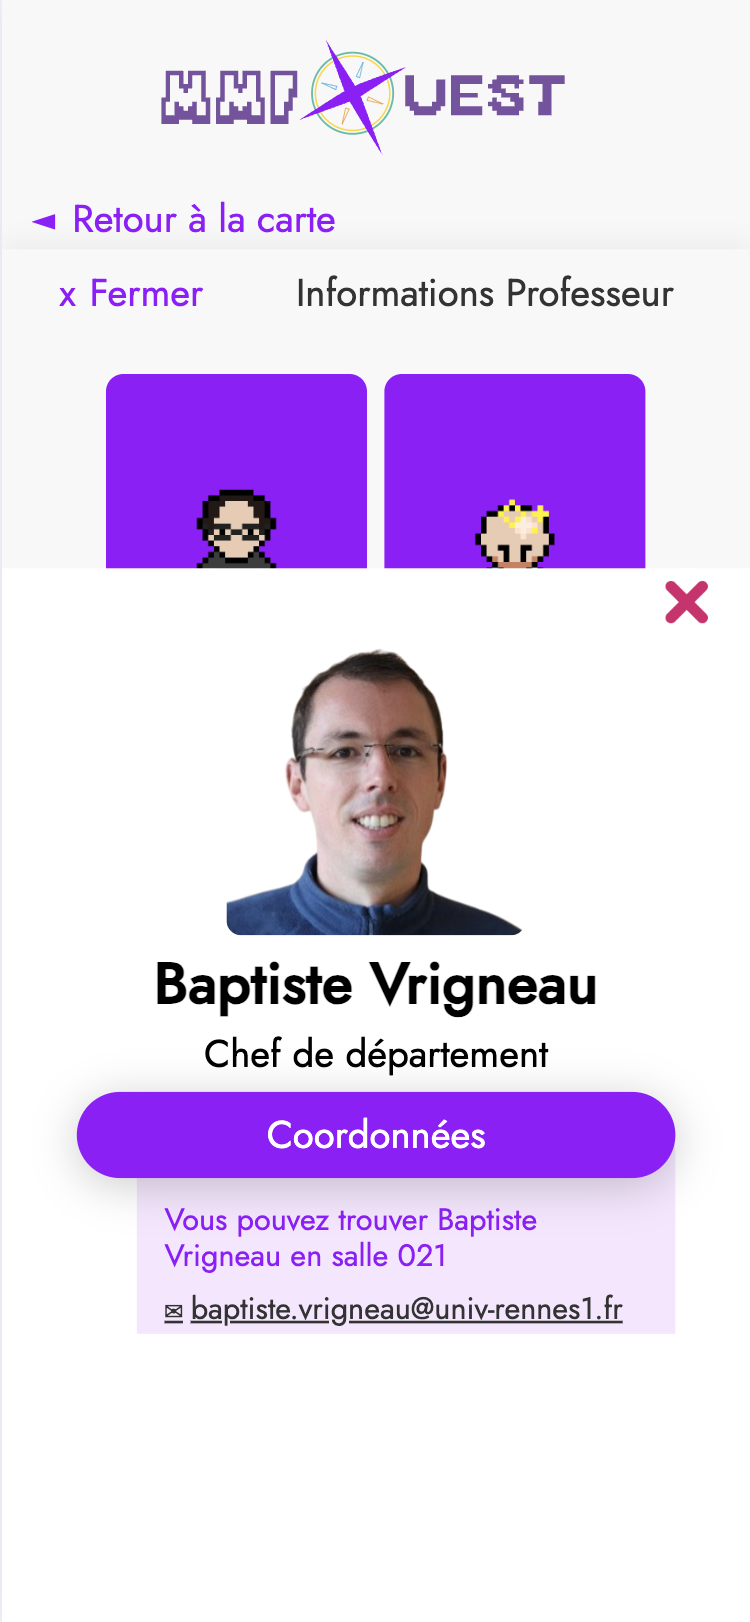 MMI QUEST
◄ Retour à la carte
x Fermer
Informations Professeur
Baptiste Vrigneau
Chef de département
Coordonnées
Vous pouvez trouver Baptiste
Vrigneau en salle 021
✉ baptiste.vrigneau@univ-rennes1.fr